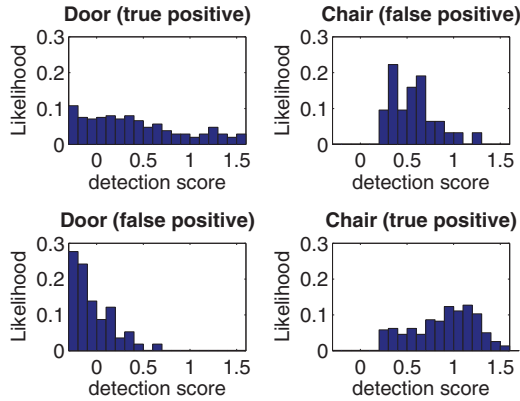 Door (true positive)
Likelihood
0.3
0.2
0.1
0
0 0.5 1 1.5
detection score
Chair (false positive)
Likelihood
0.3
0.2
0.1
0
0 0.5 1 1.5
detection score
Door (false positive)
Likelihood
0.3
0.2
0.1
0
0 0.5 1 1.5
detection score
Chair (true positive)
Likelihood
0.3
0.2
0.1
0
0 0.5 1 1.5
detection score